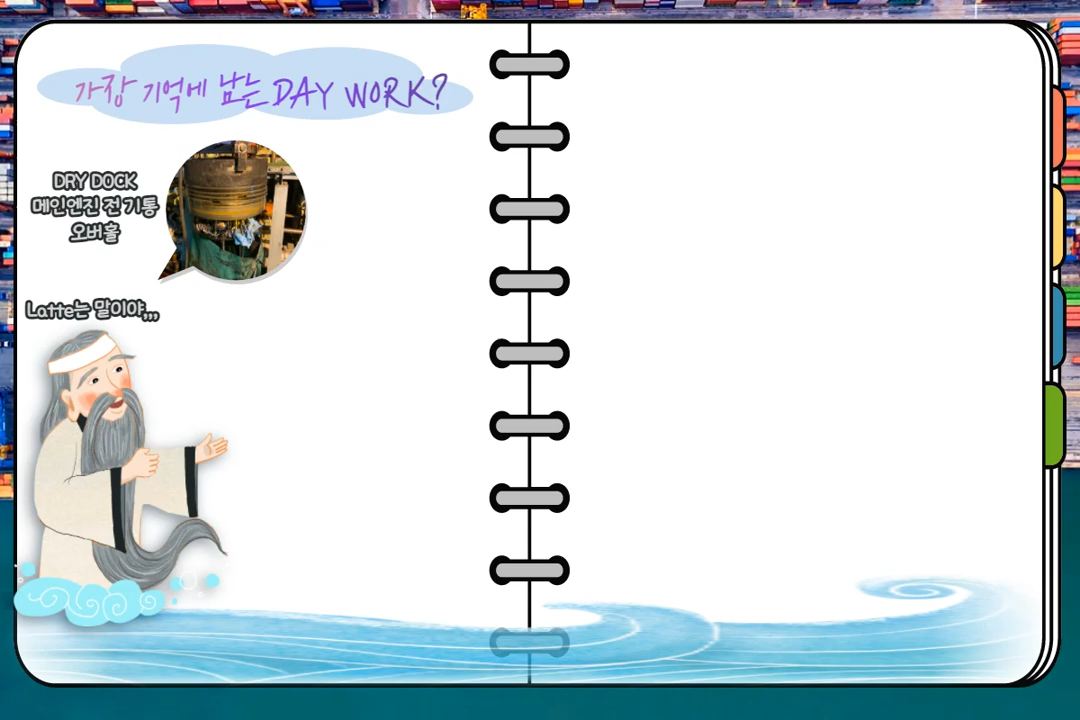 가장 기억에 남는 DAY WORK?
DRY DOCK
메인엔진 전 기통
오버홀
Latte는 말이야,,,